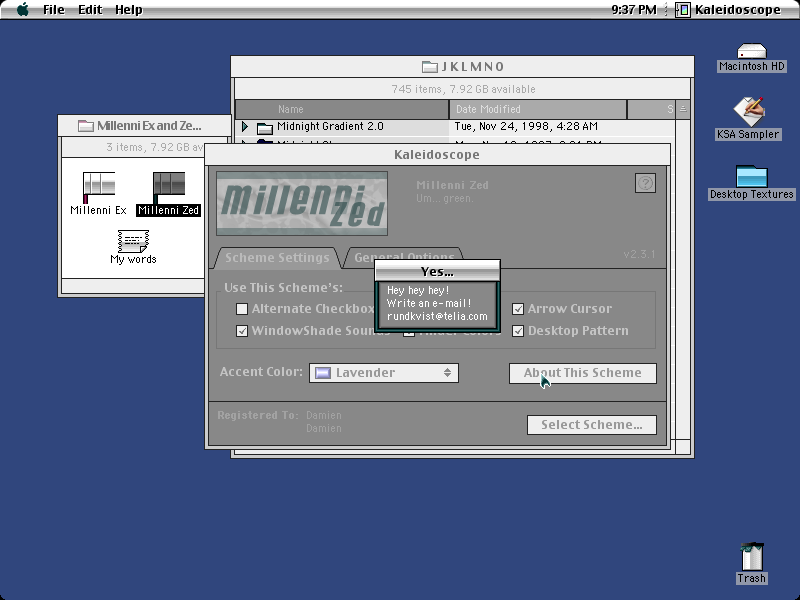 File Edit Help
9:37 PM Kaleidoscope
JKLMNO
745 items, 7.92 GB available
Name Date Modified S
Midnight Gradient 2.0 Tue, Nov 24, 1998, 4:28 AM
Millenni Ex and Ze...
3 items, 7.92 GB av
Millenni Ex
Millenni Zed
My words
Kaleidoscope
millenni
zed
Millenni Zed
Um... green.
?
Scheme Settings
General Options
v2.3.1
Use This Scheme's:
Alternate Checkbox
Arrow Cursor
WindowShade Sounds
Desktop Pattern
Yes...
Hey hey hey!
Write an e-mail!
rundkvist@telia.com
Accent Color: Lavender
About This Scheme
Registered To: Damien
Damien
Select Scheme...
Macintosh HD
KSA Sampler
Desktop Textures
Trash